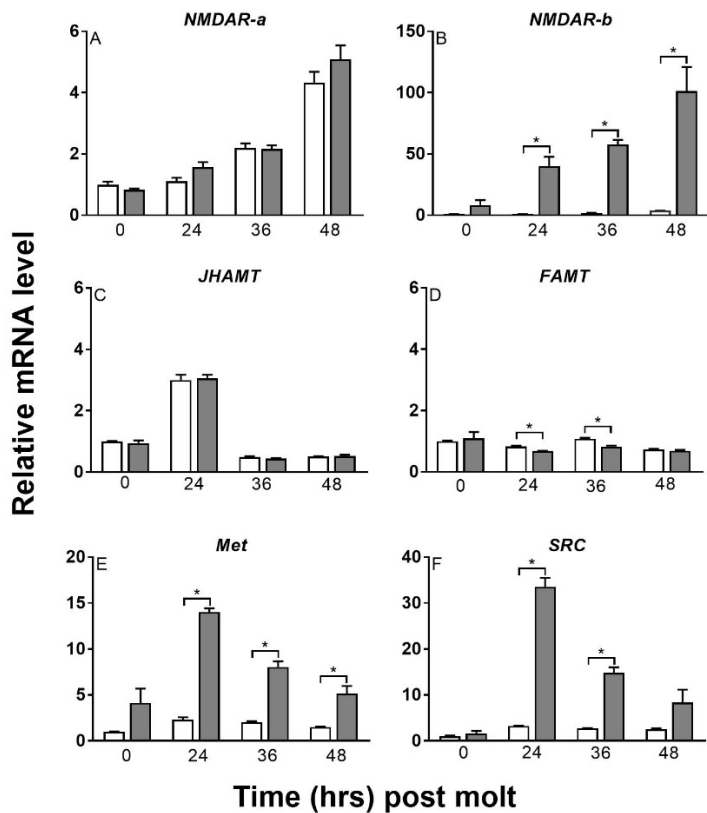 NMDAR-a
NMDAR-b
A
B
6
4
2
0
0 24 36 48
150
100
50
0
* * *
0 24 36 48
JHAMT
FAMT
C
D
6
4
2
0
0 24 36 48
6
4
2
0
* *
0 24 36 48
Met
SRC
E
F
20
15
10
5
0
* * *
0 24 36 48
40
30
20
10
0
* *
0 24 36 48
Relative mRNA level
Time (hrs) post molt